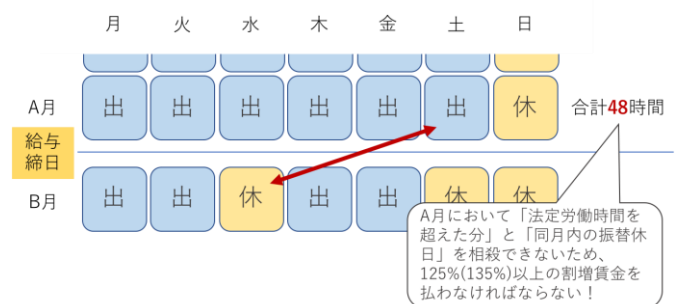 月 火 水 木 金 土 日
A月 出 出 出 出 出 出 休 合計48時間
給与
締日
B月 出 出 休 出 出 休 休
A月において「法定労働時間を
超えた分」と「同月内の振替休
日」を相殺できないため、
125%(135%)以上の割増賃金を
払わなければならない！